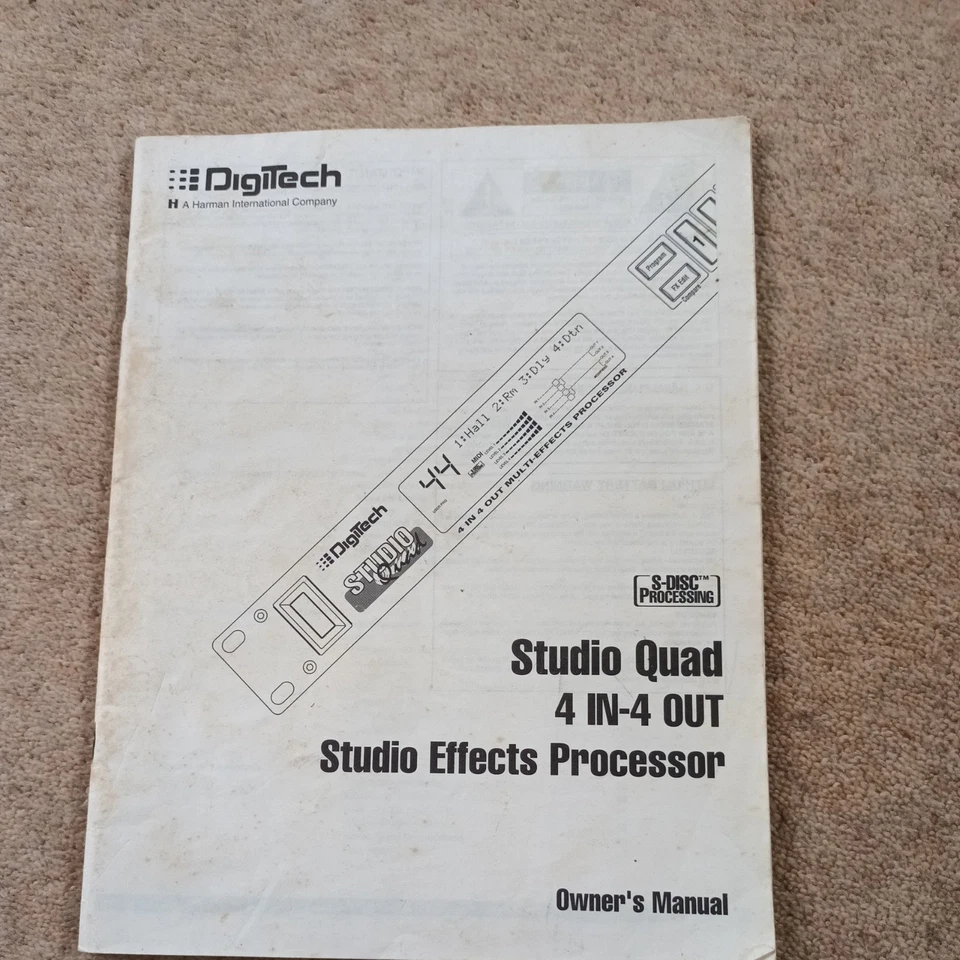 DigiTech
H A Harman International Company
Program
1
FX Edit
Compare
1:Hall 2:Rm 3:Dly 4:Dtn
44
MIDI
4 IN 4 OUT MULTI-EFFECTS PROCESSOR
DigiTech
STUDIO
Quad
S-DISC™
PROCESSING
Studio Quad
4 IN-4 OUT
Studio Effects Processor
Owner's Manual